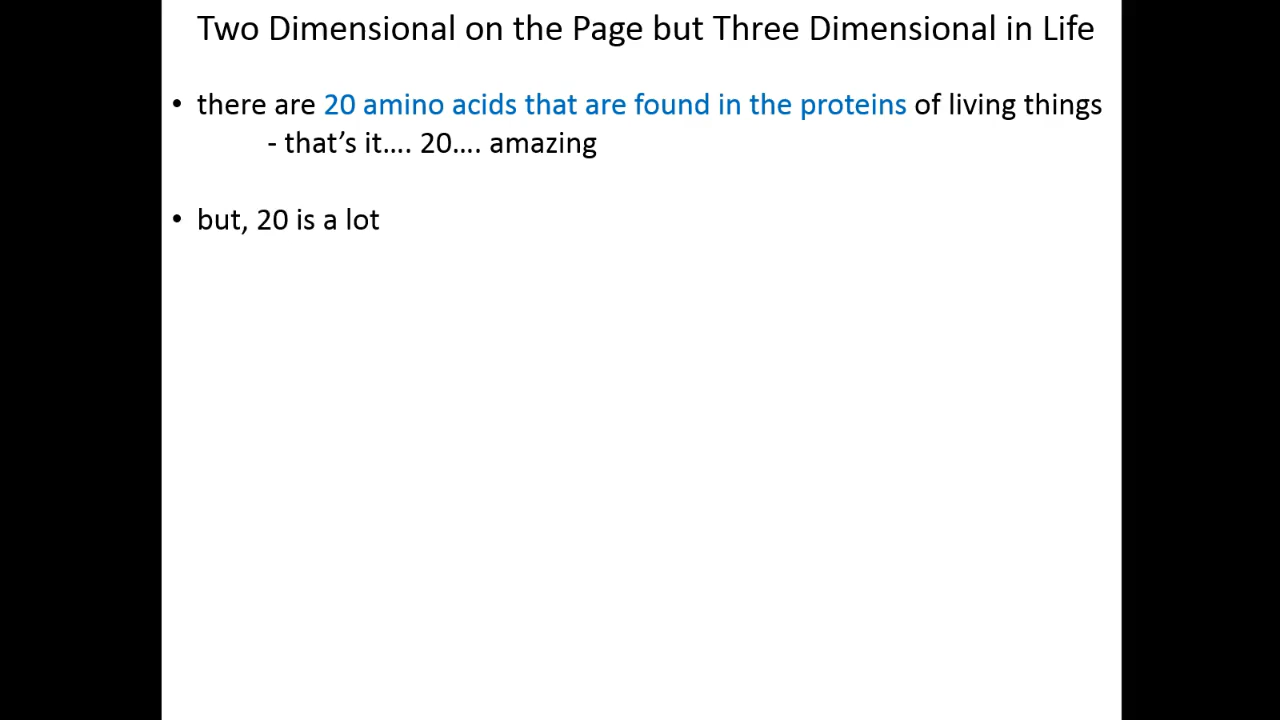 Two Dimensional on the Page but Three Dimensional in Life
• there are 20 amino acids that are found in the proteins of living things
- that’s it…. 20…. amazing
• but, 20 is a lot